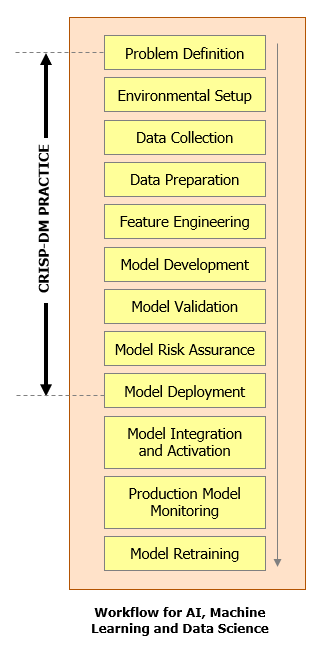 Problem Definition
Environmental Setup
Data Collection
Data Preparation
Feature Engineering
Model Development
Model Validation
Model Risk Assurance
Model Deployment
Model Integration
and Activation
Production Model
Monitoring
Model Retraining
CRISP-DM PRACTICE
Workflow for AI, Machine
Learning and Data Science